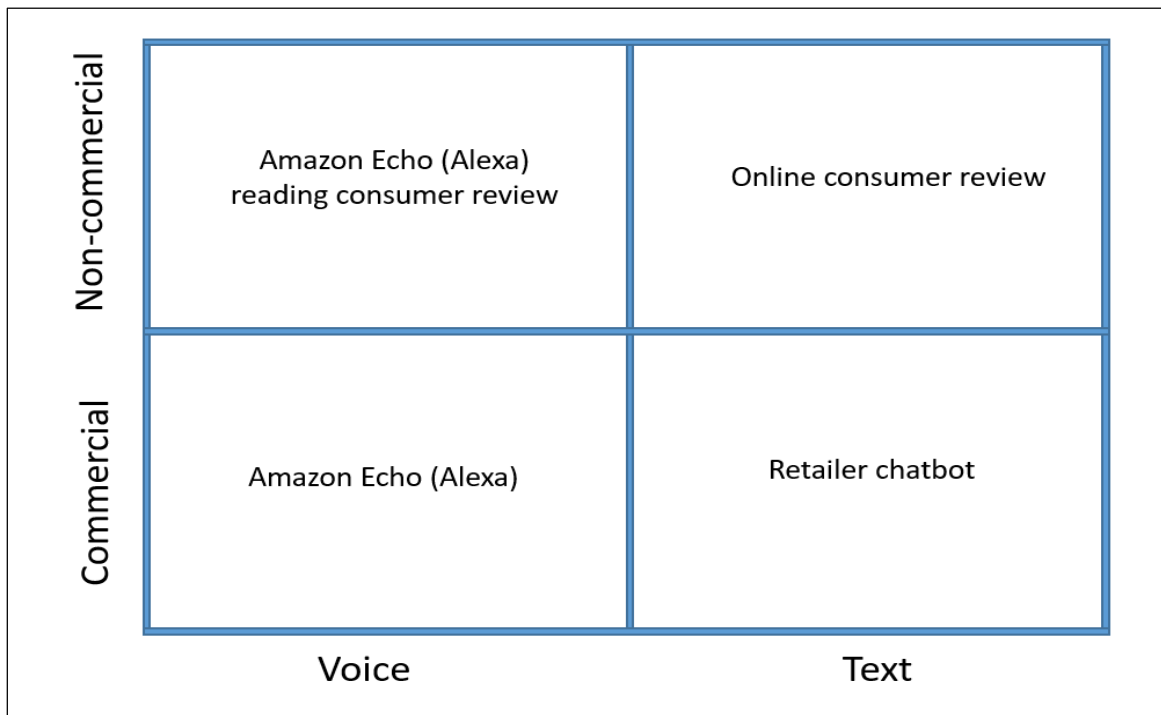 Non-commercial
Amazon Echo (Alexa)
reading consumer review
Online consumer review
Commercial
Amazon Echo (Alexa)
Retailer chatbot
Voice
Text